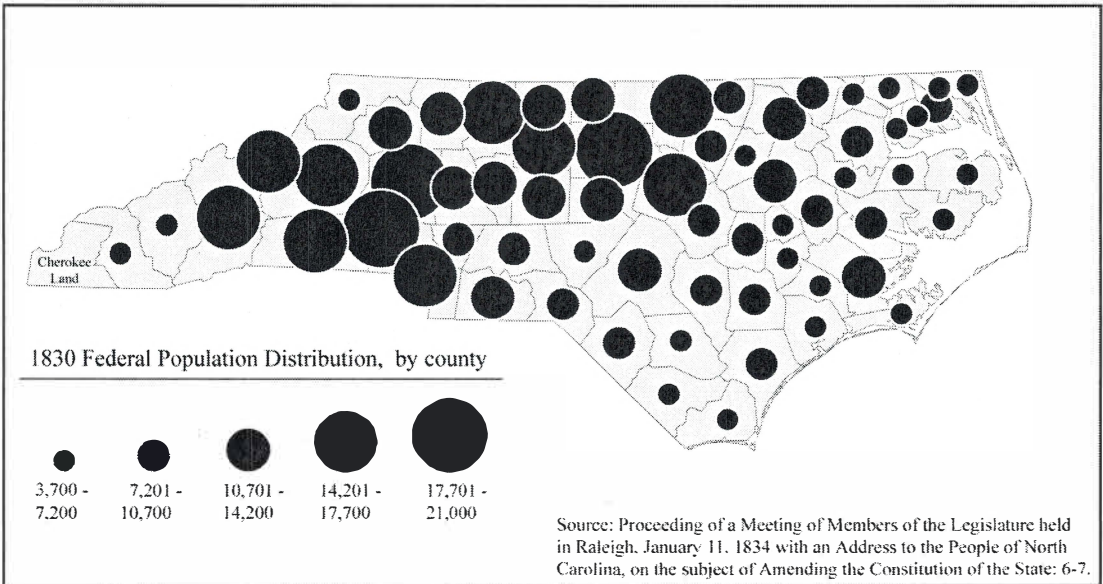 Cherokee
Land
1830 Federal Population Distribution, by county
3,700 - 7,201 - 10,701 - 14,201 - 17,701 -
7,200 10,700 14,200 17,700 21,000
Source: Proceeding of a Meeting of Members of the Legislature held
in Raleigh, January 11, 1834 with an Address to the People of North
Carolina, on the subject of Amending the Constitution of the State: 6-7.